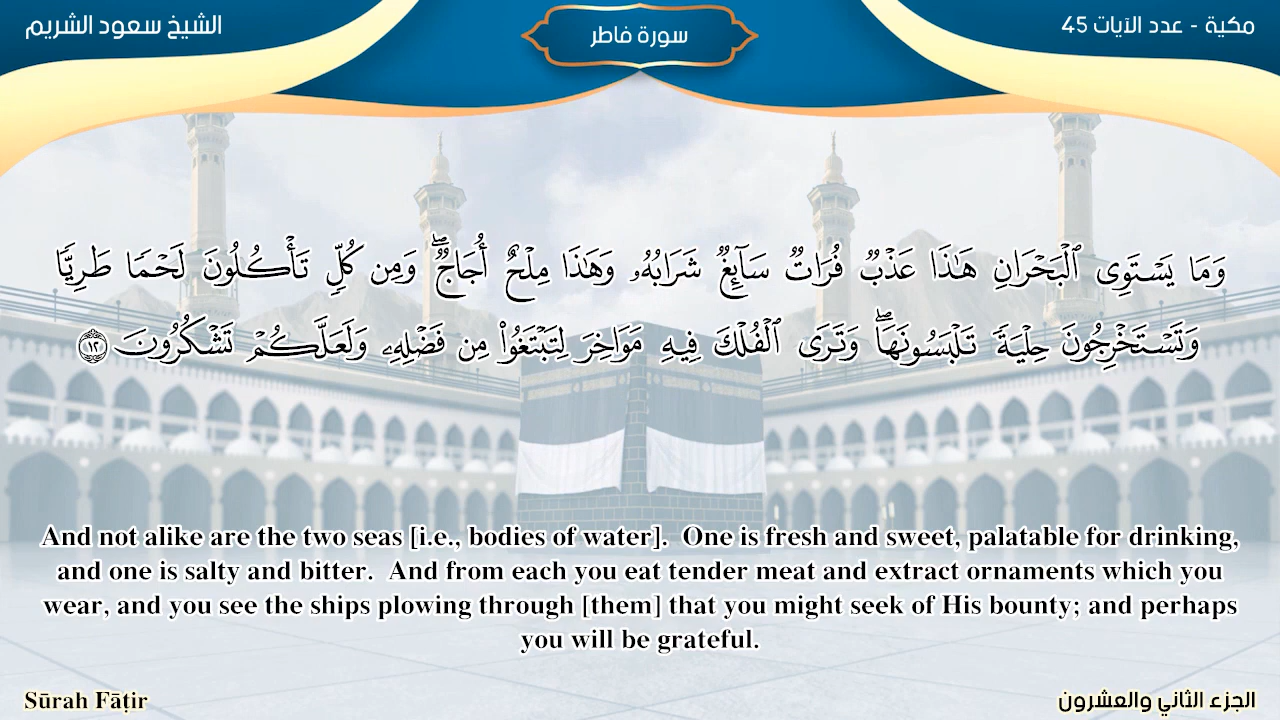 الشيخ سعود الشريم
سورة فاطر
مكية - عدد الآيات 45
وَمَا يَسْتَوِى ٱلْبَحْرَانِ هَـٰذَا عَذْبٌ فُرَاتٌ سَآئِغٌ شَرَابُهُۥ وَهَـٰذَا مِلْحٌ أُجَاجٌ ۖ وَمِن كُلٍّ تَأْكُلُونَ لَحْمًا طَرِيًّا
وَتَسْتَخْرِجُونَ حِلْيَةً تَلْبَسُونَهَا ۖ وَتَرَى ٱلْفُلْكَ فِيهِ مَوَاخِرَ لِتَبْتَغُوا۟ مِن فَضْلِهِۦ وَلَعَلَّكُمْ تَشْكُرُونَ ١٢
And not alike are the two seas [i.e., bodies of water].  One is fresh and sweet, palatable for drinking,
and one is salty and bitter.  And from each you eat tender meat and extract ornaments which you
wear, and you see the ships plowing through [them] that you might seek of His bounty; and perhaps
you will be grateful.
Sūrah Fāṭir
الجزء الثاني والعشرون